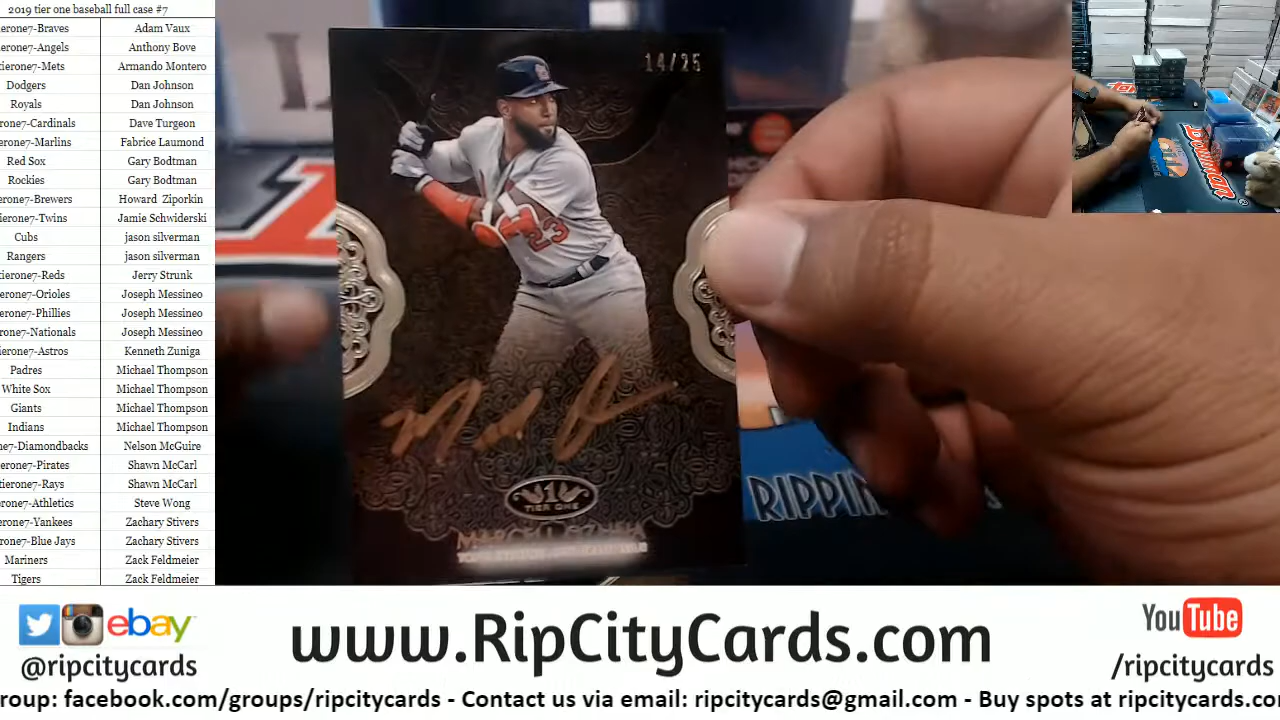 2019 tier one baseball full case #7
ierone7-Braves Adam Vaux
ierone7-Angels Anthony Bove
tierone7-Mets Armando Montero
Dodgers Dan Johnson
Royals Dan Johnson
rone7-Cardinals Dave Turgeon
erone7-Marlins Fabrice Laumond
Red Sox Gary Bodtman
Rockies Gary Bodtman
erone7-Brewers Howard Ziporkin
ierone7-Twins Jamie Schwiderski
Cubs jason silverman
Rangers jason silverman
tierone7-Reds Jerry Strunk
ierone7-Orioles Joseph Messineo
erone7-Phillies Joseph Messineo
rone7-Nationals Joseph Messineo
ierone7-Astros Kenneth Zuniga
Padres Michael Thompson
White Sox Michael Thompson
Giants Michael Thompson
Indians Michael Thompson
ne7-Diamondbacks Nelson McGuire
erone7-Pirates Shawn McCarl
tierone7-Rays Shawn McCarl
rone7-Athletics Steve Wong
erone7-Yankees Zachary Stivers
rone7-Blue Jays Zachary Stivers
Mariners Zack Feldmeier
Tigers Zack Feldmeier
14/25
23
1
TIER ONE
RIPPIN
BOWMAN
ebay
@ripcitycards
www.RipCityCards.com
YouTube
/ripcitycards
roup: facebook.com/groups/ripcitycards - Contact us via email: ripcitycards@gmail.com - Buy spots at ripcitycards.co